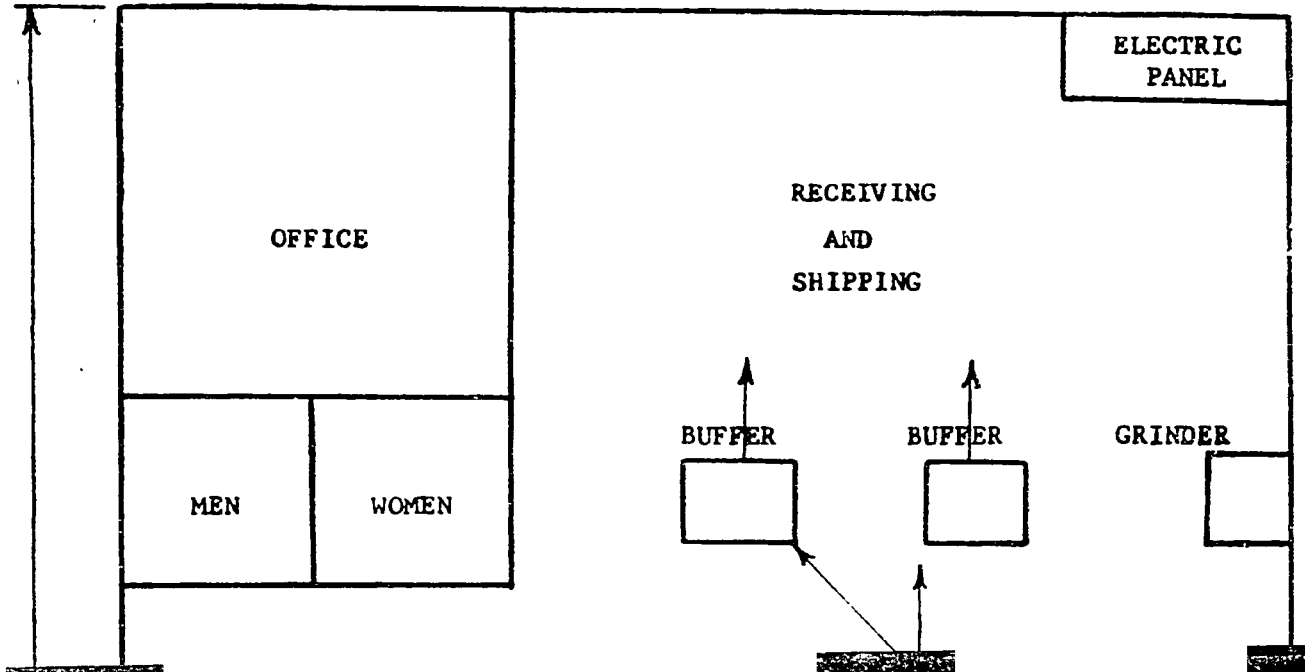 ELECTRIC
PANEL
RECEIVING
AND
SHIPPING
OFFICE
BUFFER
BUFFER
GRINDER
MEN
WOMEN